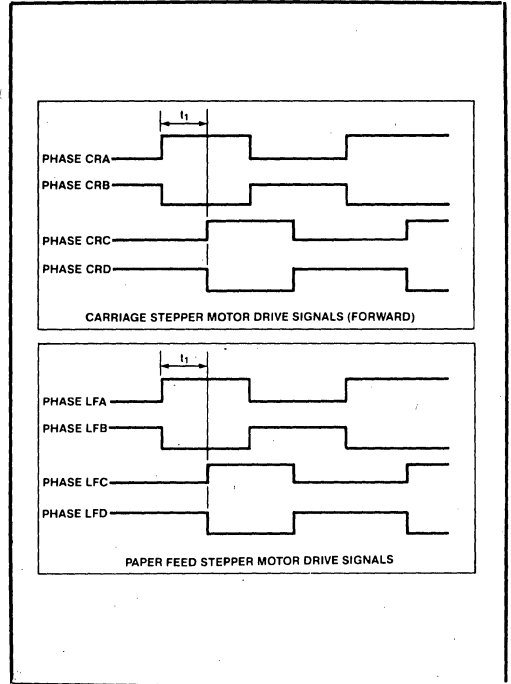 t1
PHASE CRA
PHASE CRB
PHASE CRC
PHASE CRD
CARRIAGE STEPPER MOTOR DRIVE SIGNALS (FORWARD)
t1
PHASE LFA
PHASE LFB
PHASE LFC
PHASE LFD
PAPER FEED STEPPER MOTOR DRIVE SIGNALS